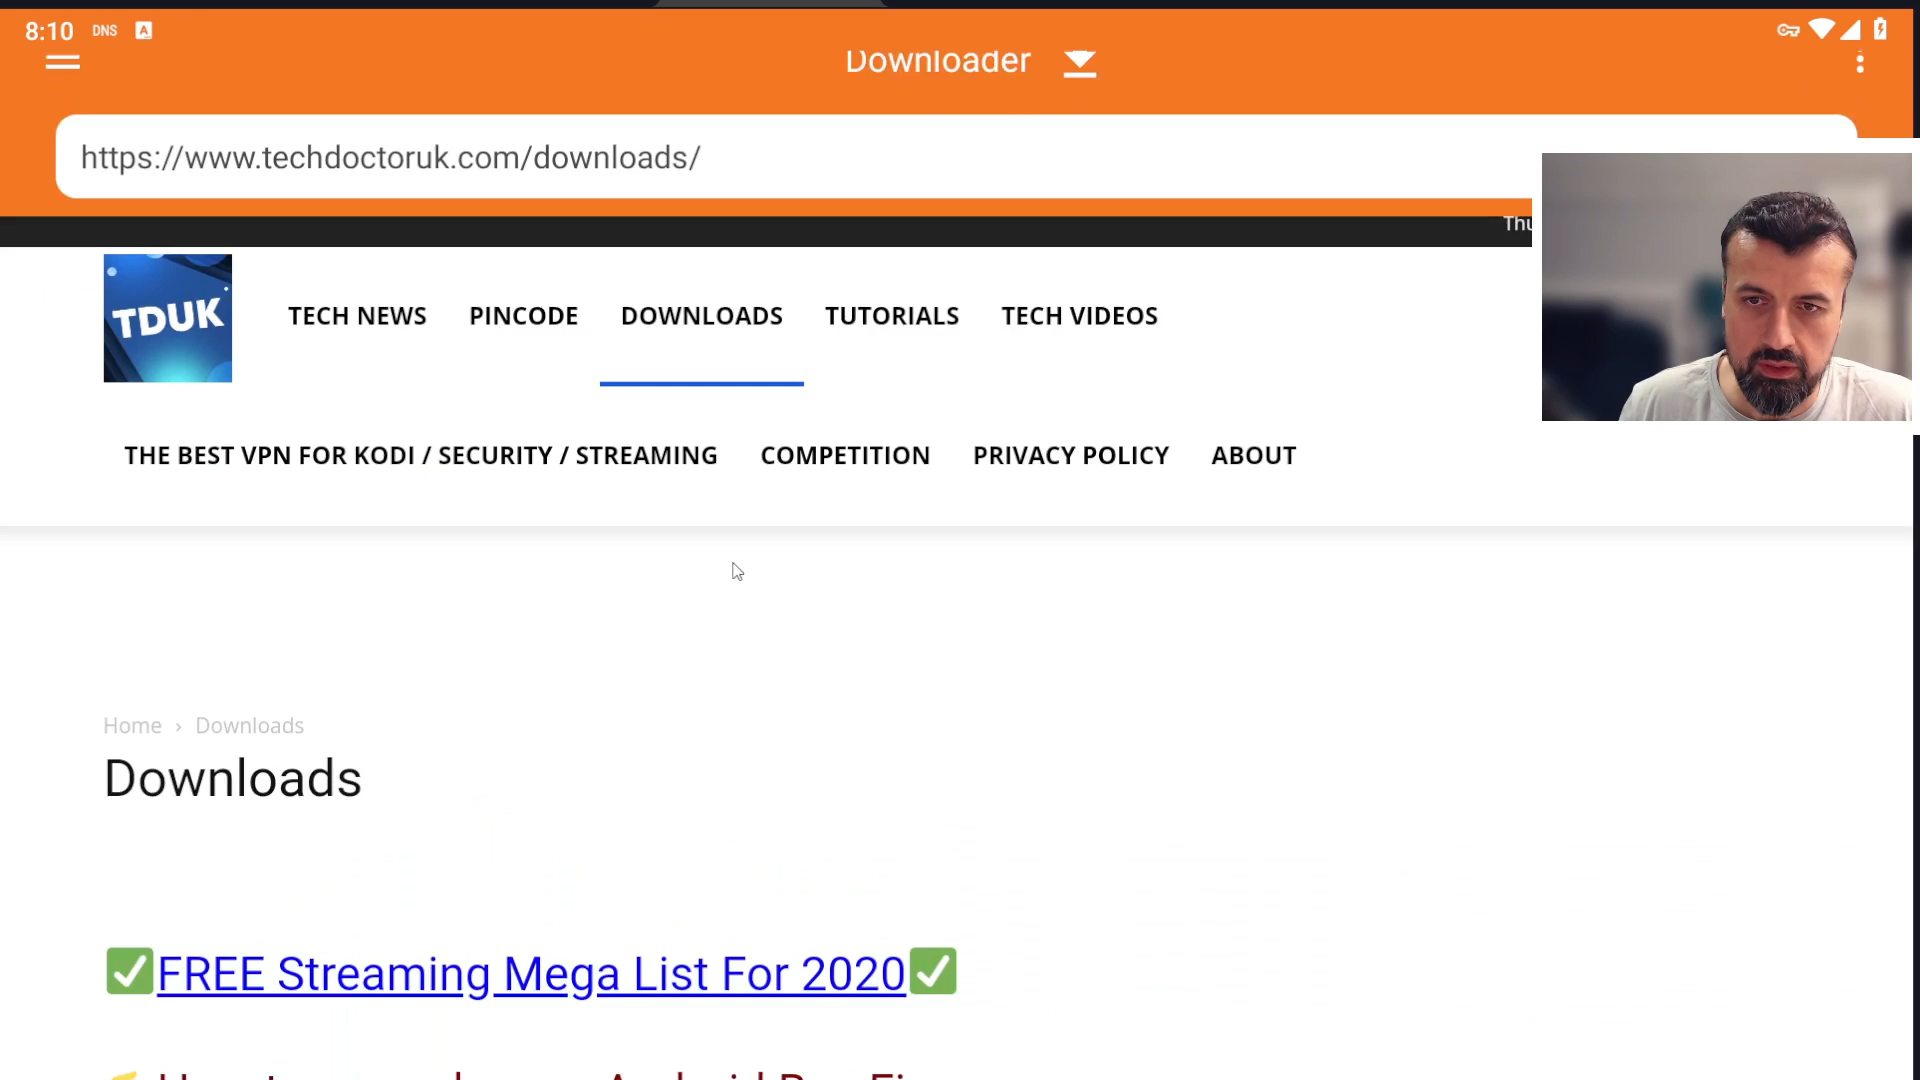 8:10 DNS A
Downloader
https://www.techdoctoruk.com/downloads/
Thu
TDUK
TECH NEWS PINCODE DOWNLOADS TUTORIALS TECH VIDEOS
THE BEST VPN FOR KODI / SECURITY / STREAMING COMPETITION PRIVACY POLICY ABOUT
Home › Downloads
Downloads
✅FREE Streaming Mega List For 2020✅